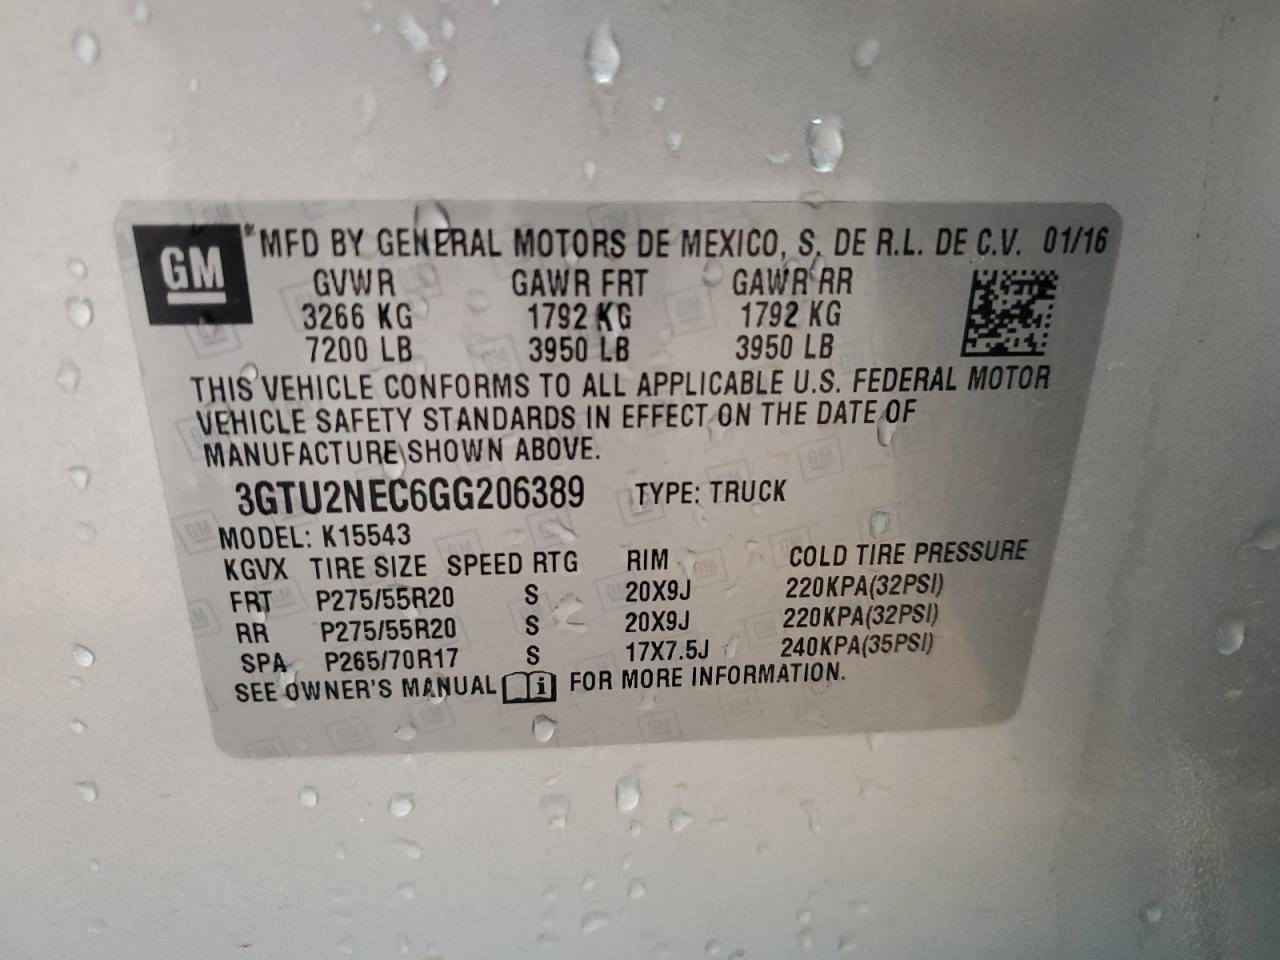 GM
MFD BY GENERAL MOTORS DE MEXICO, S. DE R.L. DE C.V. 01/16
GVWR GAWR FRT GAWR RR
3266 KG 1792 KG 1792 KG
7200 LB 3950 LB 3950 LB
THIS VEHICLE CONFORMS TO ALL APPLICABLE U.S. FEDERAL MOTOR
VEHICLE SAFETY STANDARDS IN EFFECT ON THE DATE OF
MANUFACTURE SHOWN ABOVE.
3GTU2NEC6GG206389 TYPE: TRUCK
MODEL: K15543
KGVX TIRE SIZE SPEED RTG RIM COLD TIRE PRESSURE
FRT P275/55R20 S 20X9J 220KPA(32PSI)
RR P275/55R20 S 20X9J 220KPA(32PSI)
SPA P265/70R17 S 17X7.5J 240KPA(35PSI)
SEE OWNER'S MANUAL FOR MORE INFORMATION.